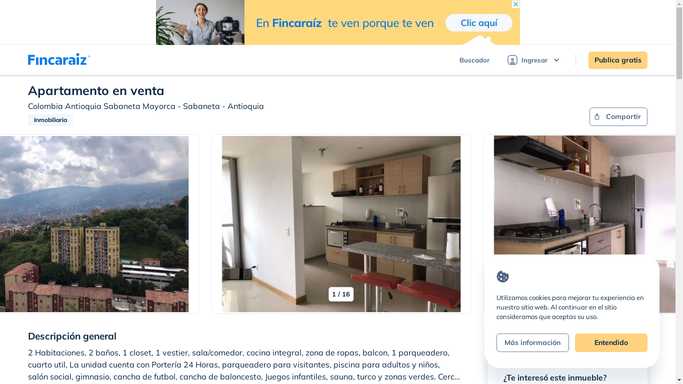 En Fincaraíz te ven porque te ven
Clic aquí
Fincaraiz
Buscador
Ingresar
Publica gratis
Apartamento en venta
Colombia Antioquia Sabaneta Mayorca - Sabaneta - Antioquia
Inmobiliaria
Compartir
1 / 16
Descripción general
2 Habitaciones, 2 baños, 1 closet, 1 vestier, sala/comedor, cocina integral, zona de ropas, balcon, 1 parqueadero,
cuarto util, La unidad cuenta con Portería 24 Horas, parqueadero para visitantes, piscina para adultos y niños,
salón social, gimnasio, cancha de futbol, cancha de baloncesto, Juegos infantiles, sauna, turco y zonas verdes. Cerc...
Utilizamos cookies para mejorar tu experiencia en
nuestro sitio web. Al continuar en el sitio
consideramos que aceptas su uso.
Más información
Entendido
¿Te interesó este inmueble?